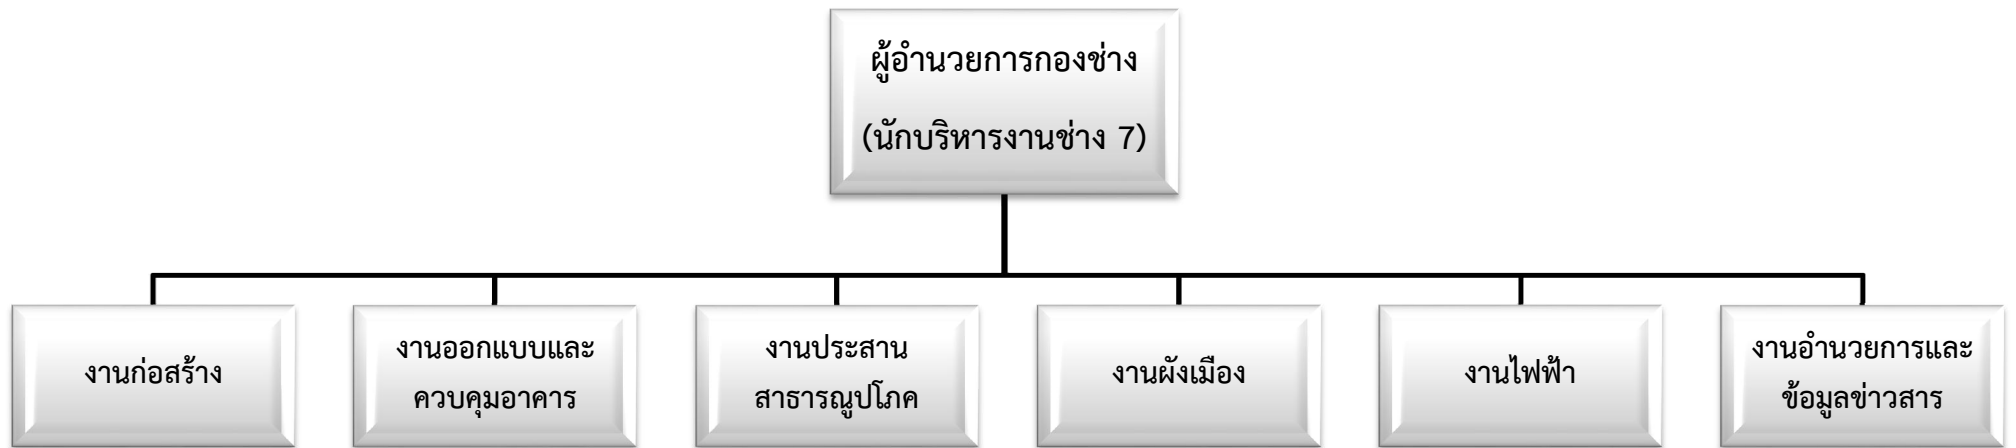 ผู้อำนวยการกองช่าง
(นักบริหารงานช่าง 7)
งานก่อสร้าง
งานออกแบบและ
ควบคุมอาคาร
งานประสาน
สาธารณูปโภค
งานผังเมือง
งานไฟฟ้า
งานอำนวยการและ
ข้อมูลข่าวสาร